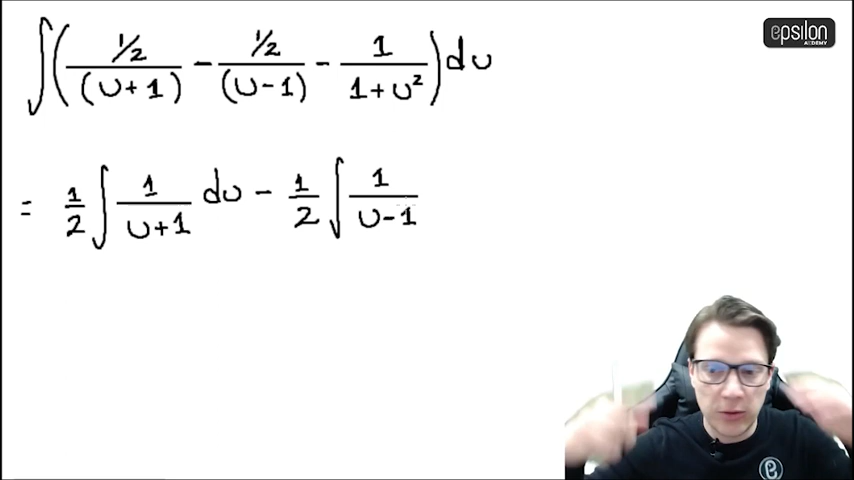 epsilon
ACADEMY
∫(1/2/(u+1) - 1/2/(u-1) - 1/(1+u²))du
= 1/2 ∫ 1/(u+1) du - 1/2 ∫ 1/(u-1)
e